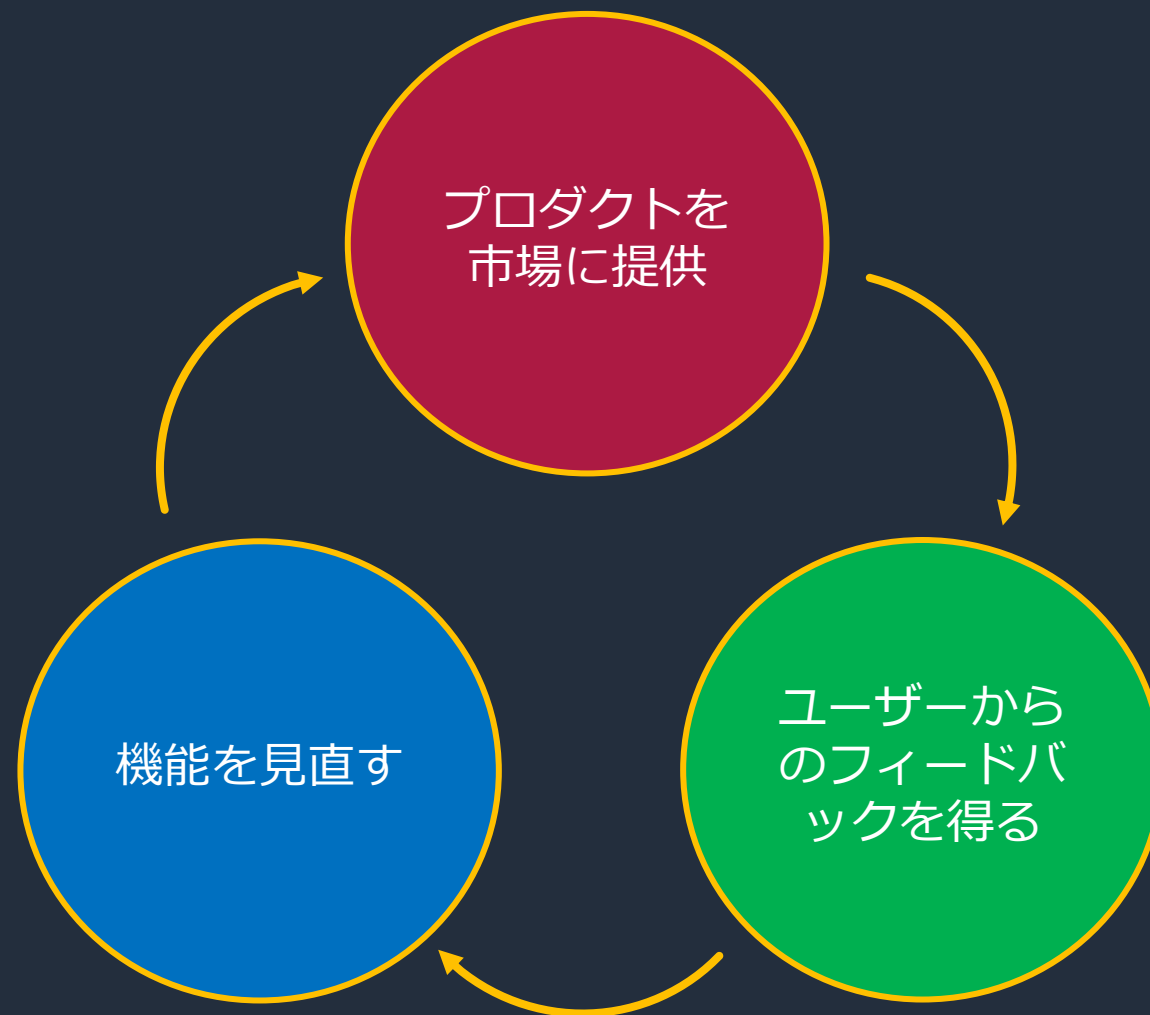 プロダクトを
市場に提供
機能を見直す
ユーザーから
のフィードバ
ックを得る